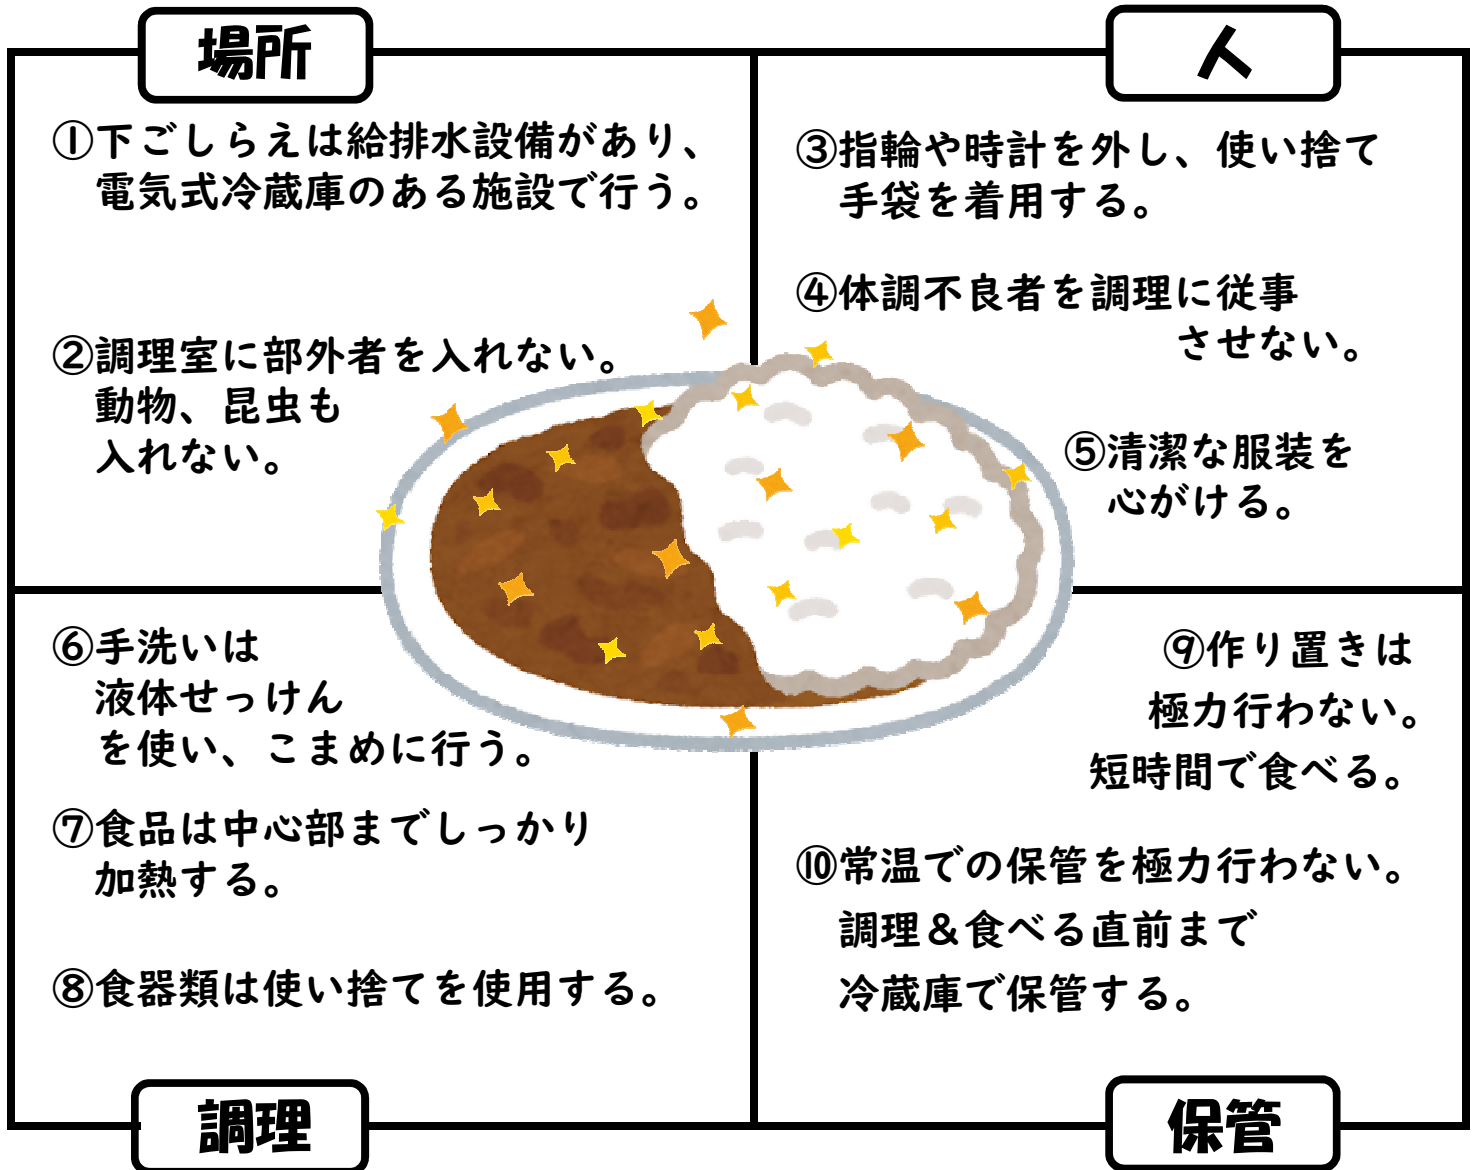 場所
①下ごしらえは給排水設備があり、
電気式冷蔵庫のある施設で行う。
②調理室に部外者を入れない。
動物、昆虫も
入れない。
人
③指輪や時計を外し、使い捨て
手袋を着用する。
④体調不良者を調理に従事
させない。
⑤清潔な服装を
心がける。
⑥手洗いは
液体せっけん
を使い、こまめに行う。
⑦食品は中心部までしっかり
加熱する。
⑧食器類は使い捨てを使用する。
調理
⑨作り置きは
極力行わない。
短時間で食べる。
⑩常温での保管を極力行わない。
調理＆食べる直前まで
冷蔵庫で保管する。
保管